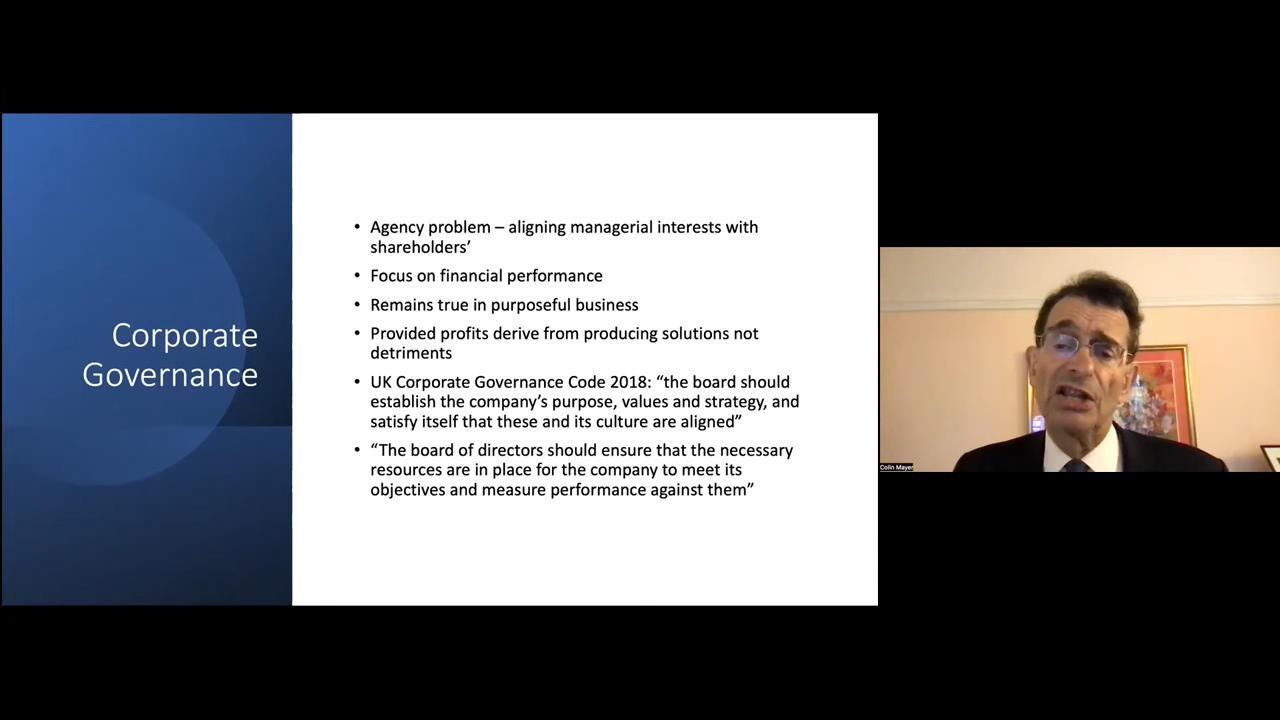 Corporate
Governance
• Agency problem – aligning managerial interests with
shareholders’
• Focus on financial performance
• Remains true in purposeful business
• Provided profits derive from producing solutions not
detriments
• UK Corporate Governance Code 2018: “the board should
establish the company’s purpose, values and strategy, and
satisfy itself that these and its culture are aligned”
• “The board of directors should ensure that the necessary
resources are in place for the company to meet its
objectives and measure performance against them”
Colin Mayer